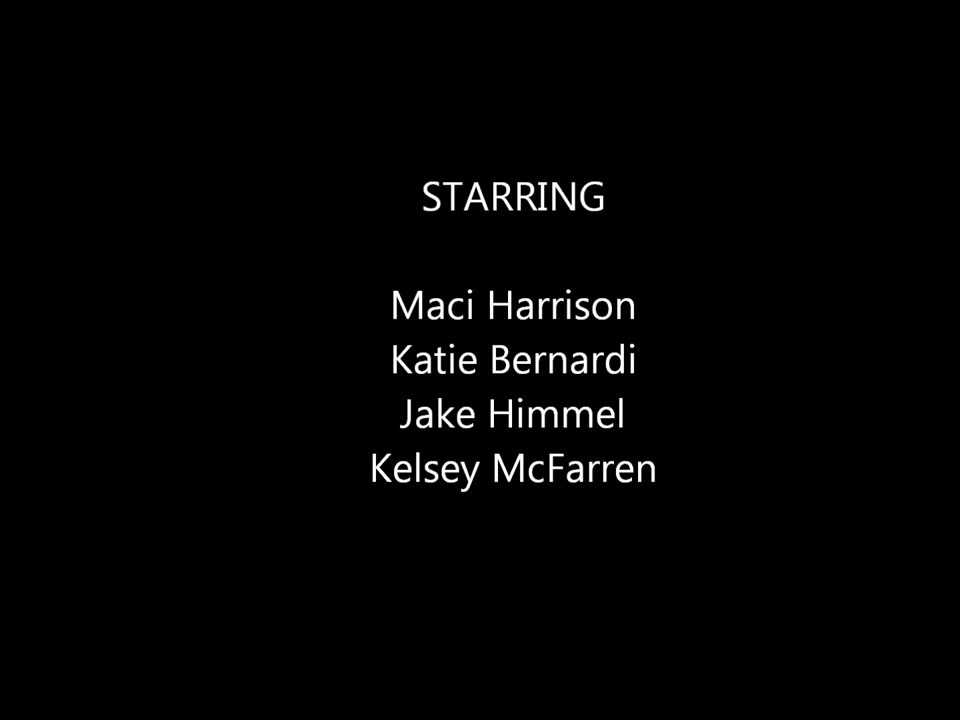 STARRING
Maci Harrison
Katie Bernardi
Jake Himmel
Kelsey McFarren